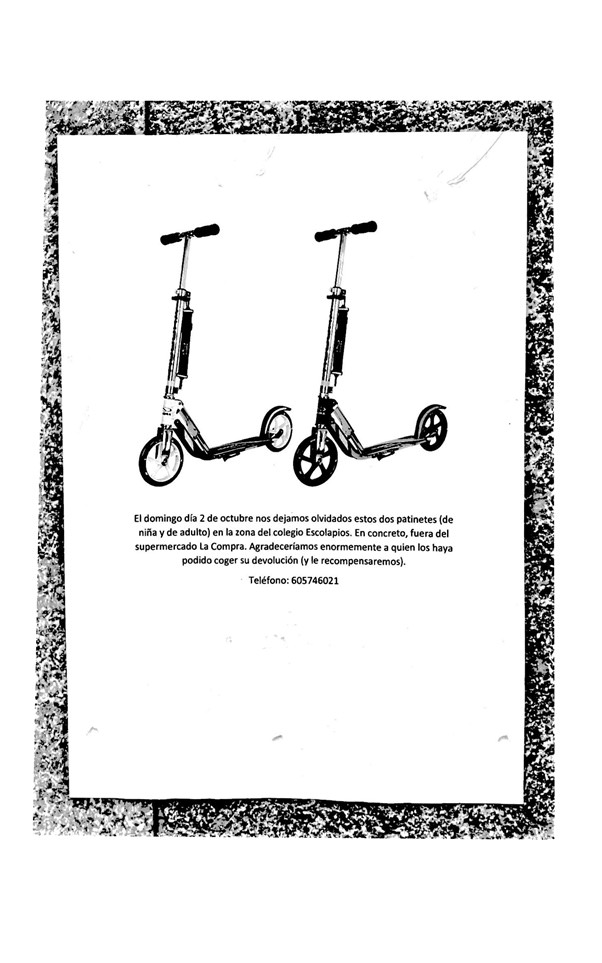 El domingo día 2 de octubre nos dejamos olvidados estos dos patinetes (de
niña y de adulto) en la zona del colegio Escolapios. En concreto, fuera del
supermercado La Compra. Agradeceríamos enormemente a quien los haya
podido coger su devolución (y le recompensaremos).
Teléfono: 605746021